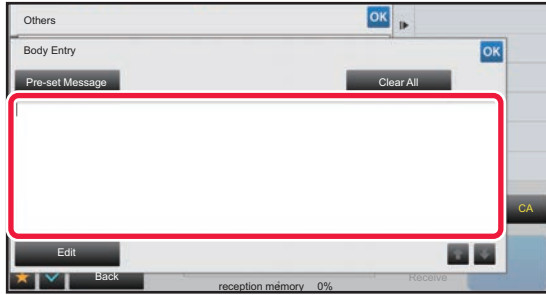 Others OK
Body Entry OK
Pre-set Message Clear All
CA
Edit
Back Receive
reception memory 0%